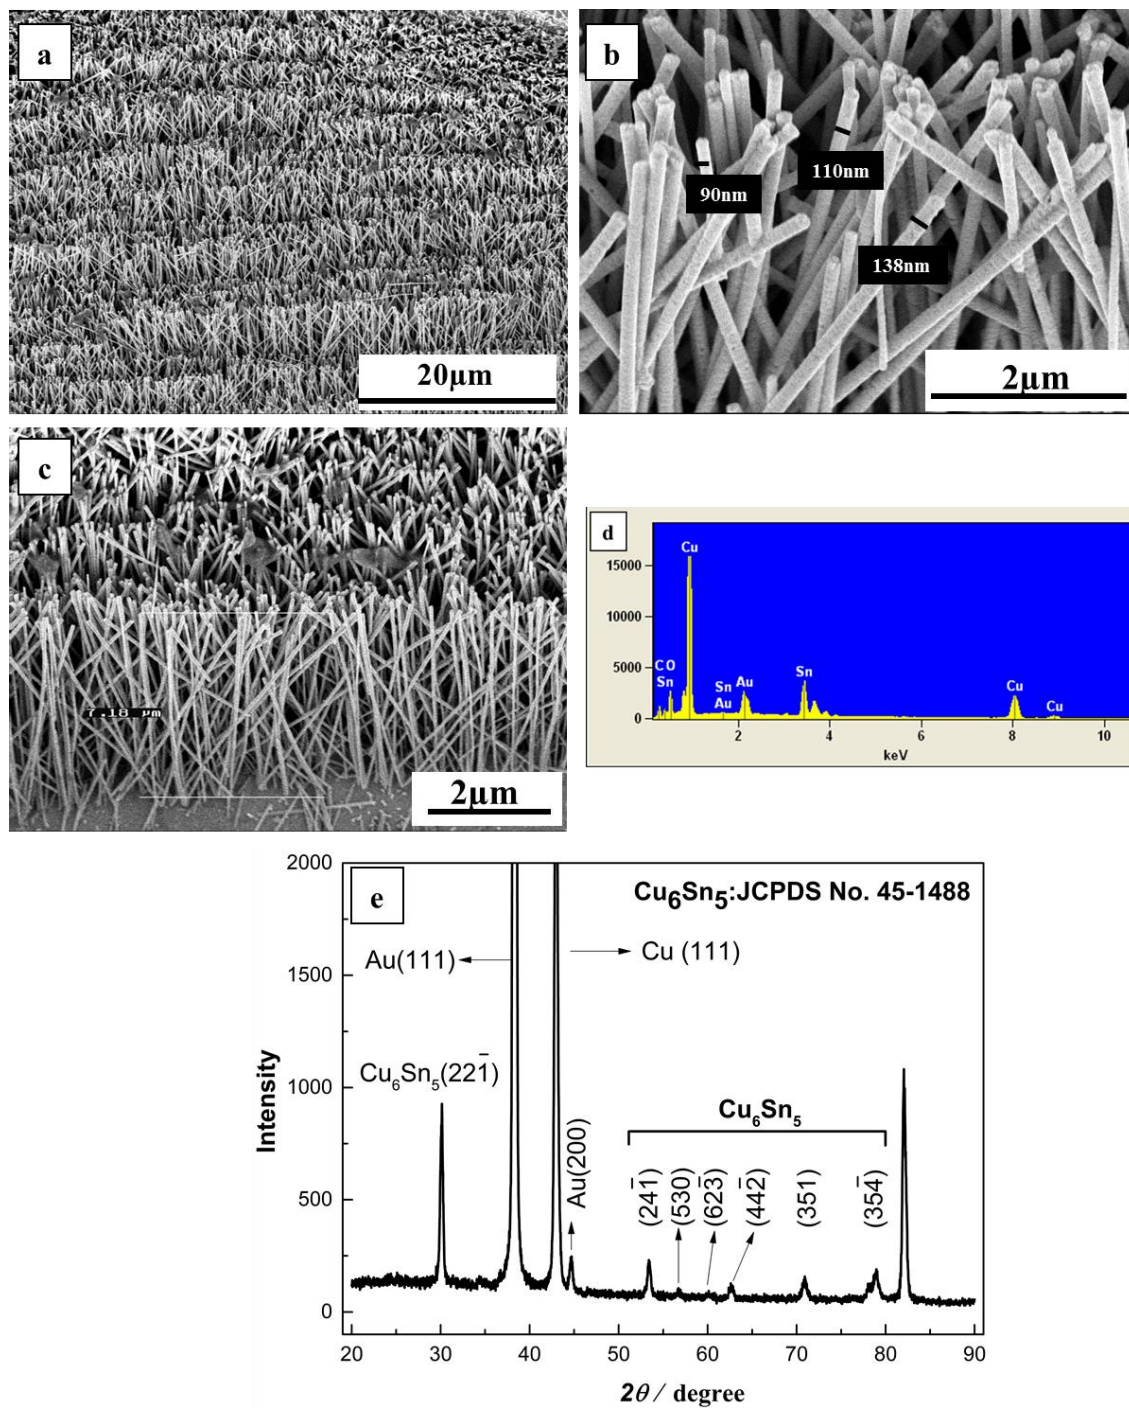 a
20µm
b
90nm
110nm
138nm
2µm
c
7.18 µm
2µm
d
15000
10000
5000
0
Cu
C O
Sn
Sn
Au
Au
Sn
Cu
Cu
2
4
6
8
10
keV
e
Cu₆Sn₅:JCPDS No. 45-1488
Au(111)
Cu (111)
Cu₆Sn₅(221̄)
Au(200)
Cu₆Sn₅
(24̄1)
(530)
(62̄3)
(4̄42)
(351)
(35̄4)
2000
1500
1000
500
0
Intensity
20
30
40
50
60
70
80
90
2θ / degree